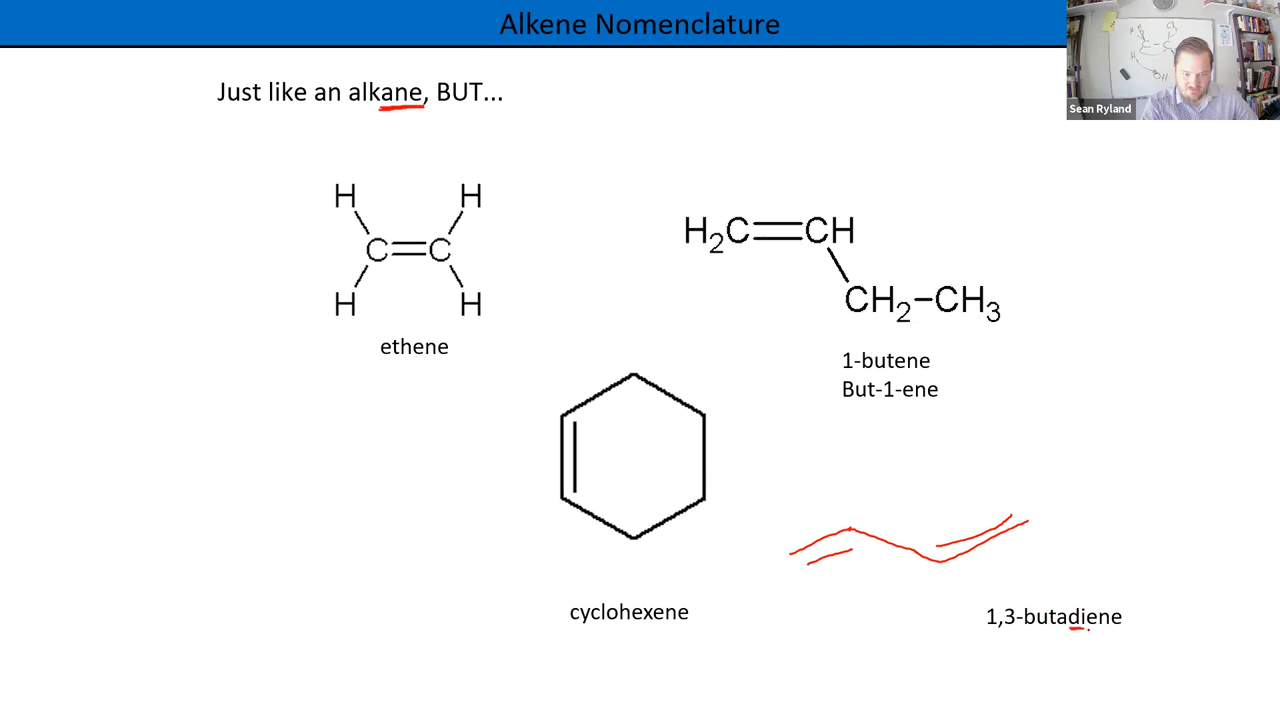 Alkene Nomenclature
Sean Ryland
Just like an alkane, BUT...
H H
C C
H H
ethene
H₂C CH
CH₂–CH₃
1-butene
But-1-ene
cyclohexene
1,3-butadiene